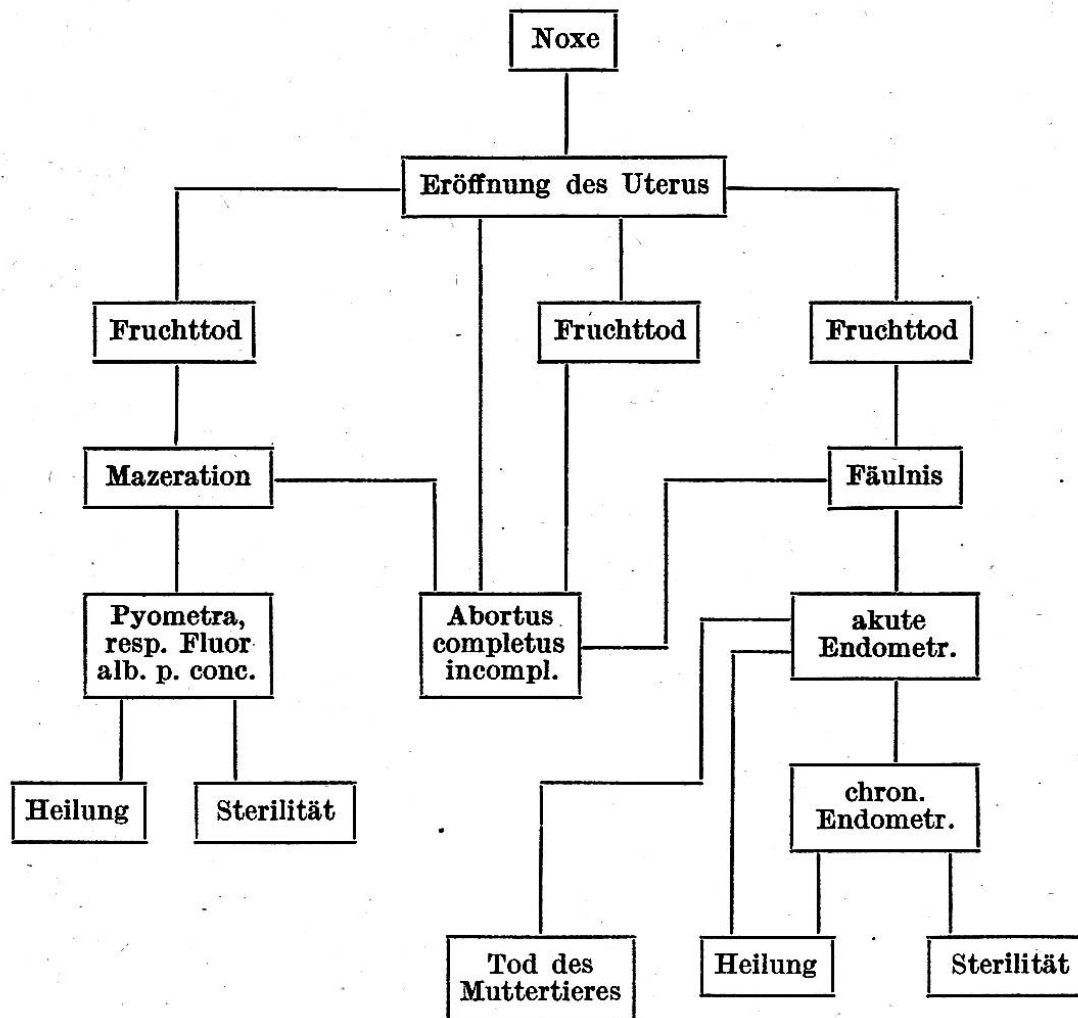 Noxe
Eröffnung des Uterus
Fruchttod
Fruchttod
Fruchttod
Mazeration
Fäulnis
Pyometra,
resp. Fluor
alb. p. conc.
Abortus
completus
incompl.
akute
Endometr.
Heilung
Sterilität
chron.
Endometr.
Tod des
Muttertieres
Heilung
Sterilität